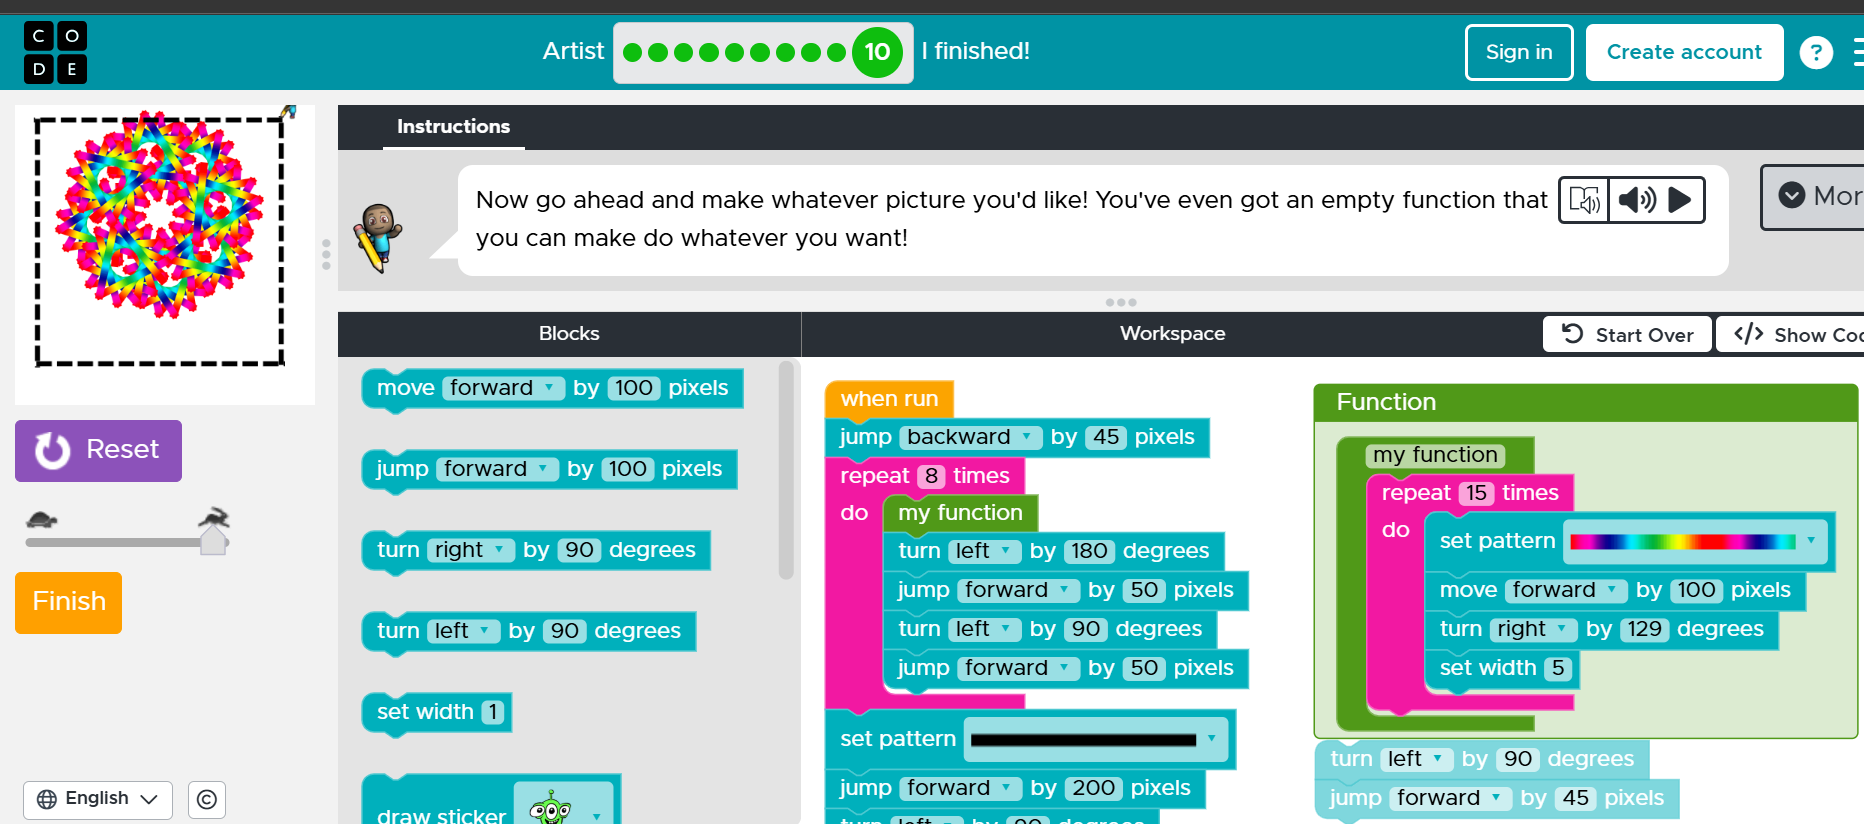 C O
D E
Artist 10 I finished!
Sign in
Create account
?
Instructions
Now go ahead and make whatever picture you'd like! You've even got an empty function that
you can make do whatever you want!
Mor
Blocks
Workspace
Start Over
</> Show Coc
Reset
Finish
English
©
move forward by 100 pixels
jump forward by 100 pixels
turn right by 90 degrees
turn left by 90 degrees
set width 1
draw sticker
when run
jump backward by 45 pixels
repeat 8 times
do my function
turn left by 180 degrees
jump forward by 50 pixels
turn left by 90 degrees
jump forward by 50 pixels
set pattern
jump forward by 200 pixels
turn left by 90 degrees
Function
my function
repeat 15 times
do set pattern
move forward by 100 pixels
turn right by 129 degrees
set width 5
turn left by 90 degrees
jump forward by 45 pixels